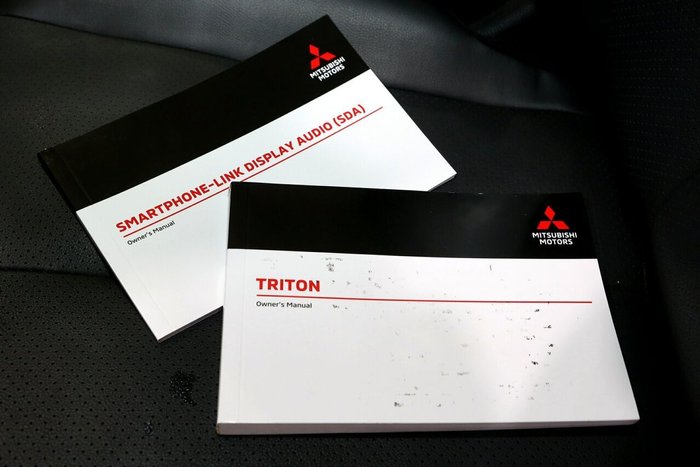 MITSUBISHI
MOTORS
SMARTPHONE-LINK DISPLAY AUDIO (SDA)
Owner's Manual
MITSUBISHI
MOTORS
TRITON
Owner's Manual